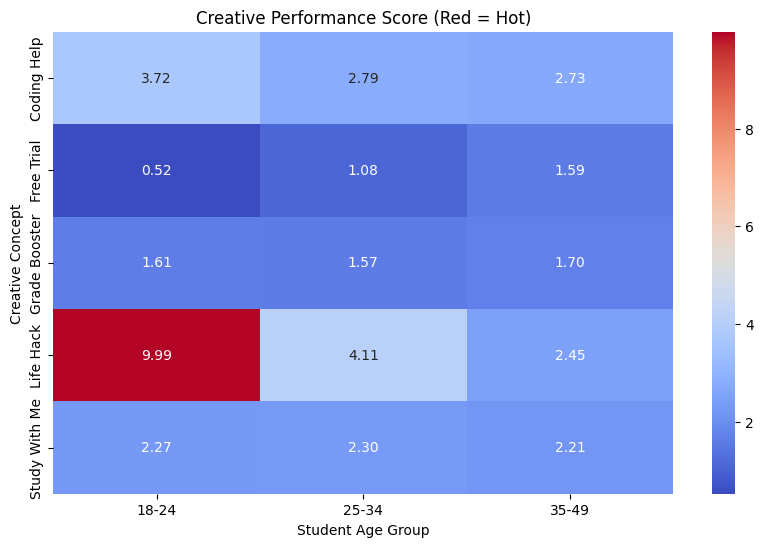 Creative Performance Score (Red = Hot)
Creative Concept
Coding Help
3.72 2.79 2.73
Free Trial
0.52 1.08 1.59
Grade Booster
1.61 1.57 1.70
Life Hack
9.99 4.11 2.45
Study With Me
2.27 2.30 2.21
18-24 25-34 35-49
Student Age Group
8
6
4
2